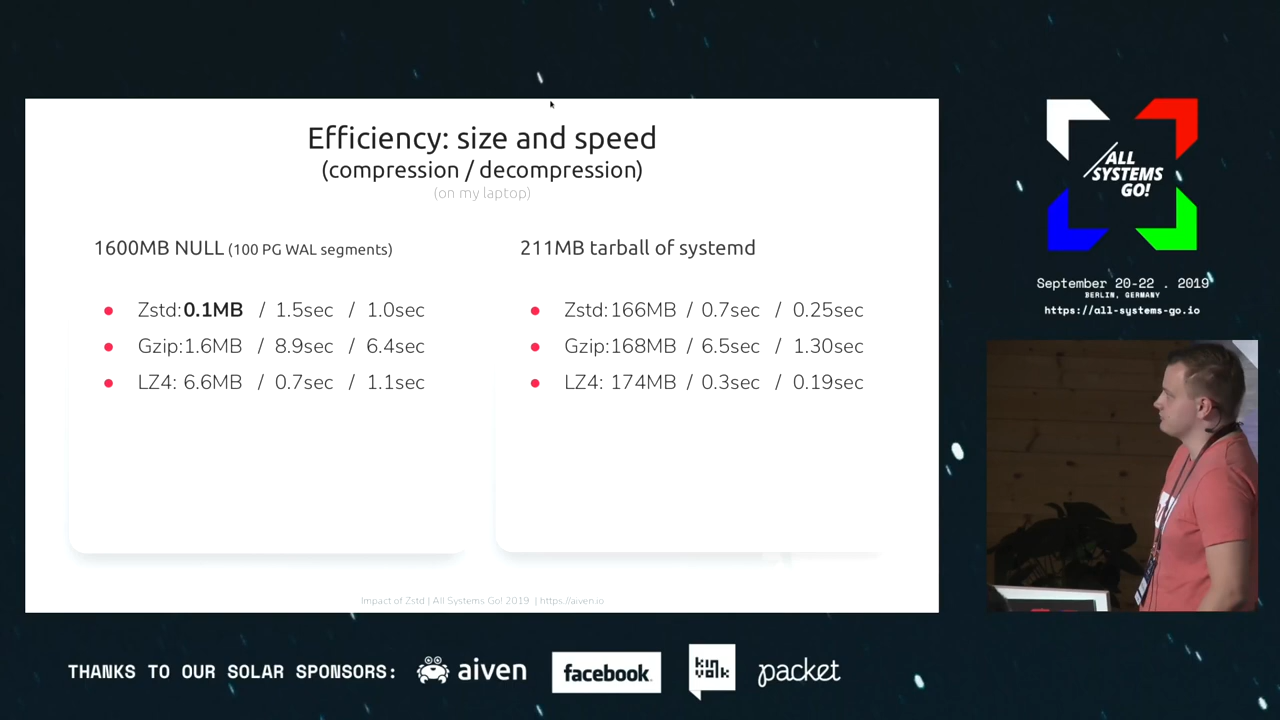 Efficiency: size and speed
(compression / decompression)
(on my laptop)
1600MB NULL (100 PG WAL segments)
Zstd: 0.1MB / 1.5sec / 1.0sec
Gzip: 1.6MB / 8.9sec / 6.4sec
LZ4: 6.6MB / 0.7sec / 1.1sec
211MB tarball of systemd
Zstd: 166MB / 0.7sec / 0.25sec
Gzip: 168MB / 6.5sec / 1.30sec
LZ4: 174MB / 0.3sec / 0.19sec
Impact of Zstd | All Systems Go! 2019 | https://aiven.io
ALL
SYSTEMS
GO!
September 20-22 . 2019
BERLIN, GERMANY
https://all-systems-go.io
THANKS TO OUR SOLAR SPONSORS: aiven facebook. kinvolk packet